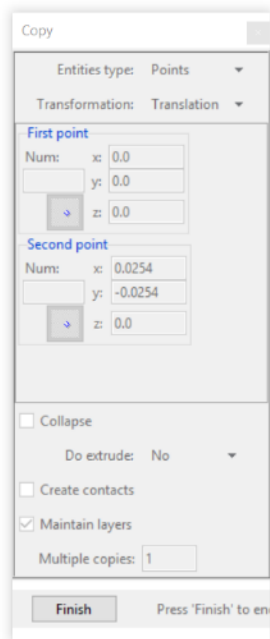 Copy
Entities type: Points
Transformation: Translation
First point
Num: x: 0.0
y: 0.0
z: 0.0
Second point
Num: x: 0.0254
y: -0.0254
z: 0.0
Collapse
Do extrude: No
Create contacts
Maintain layers
Multiple copies: 1
Finish Press 'Finish' to en